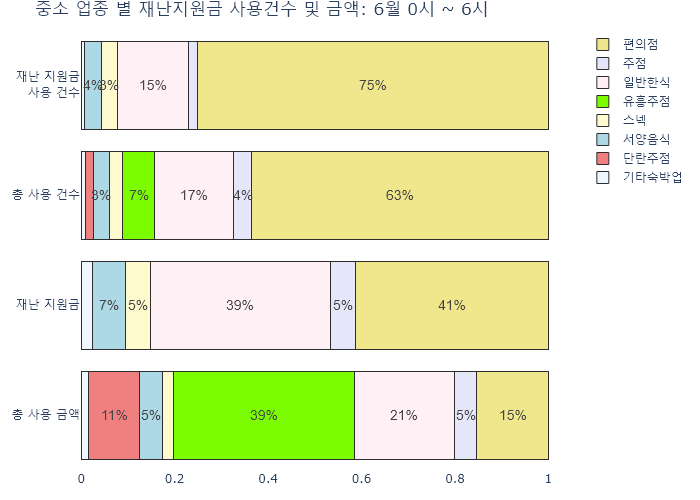 중소 업종 별 재난지원금 사용건수 및 금액: 6월 0시 ~ 6시
재난 지원금
사용 건수
4%
3%
15%
75%
총 사용 건수
3%
7%
17%
4%
63%
재난 지원금
7%
5%
39%
5%
41%
총 사용 금액
11%
5%
39%
21%
5%
15%
0
0.2
0.4
0.6
0.8
1
편의점
주점
일반한식
유흥주점
스넥
서양음식
단란주점
기타숙박업